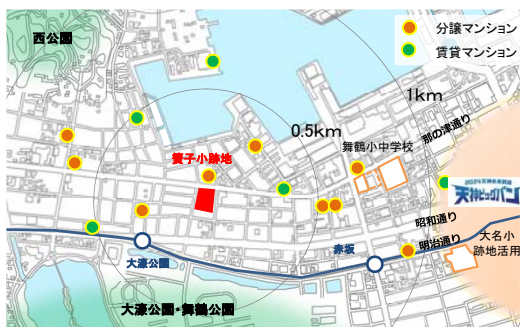 西公園
分譲マンション
賃貸マンション
1km
0.5km
那の津通り
舞鶴小中学校
簀子小跡地
天神ビッグバン
昭和通り
明治通り
大名小
跡地活用
赤坂
大濠公園
大濠公園・舞鶴公園